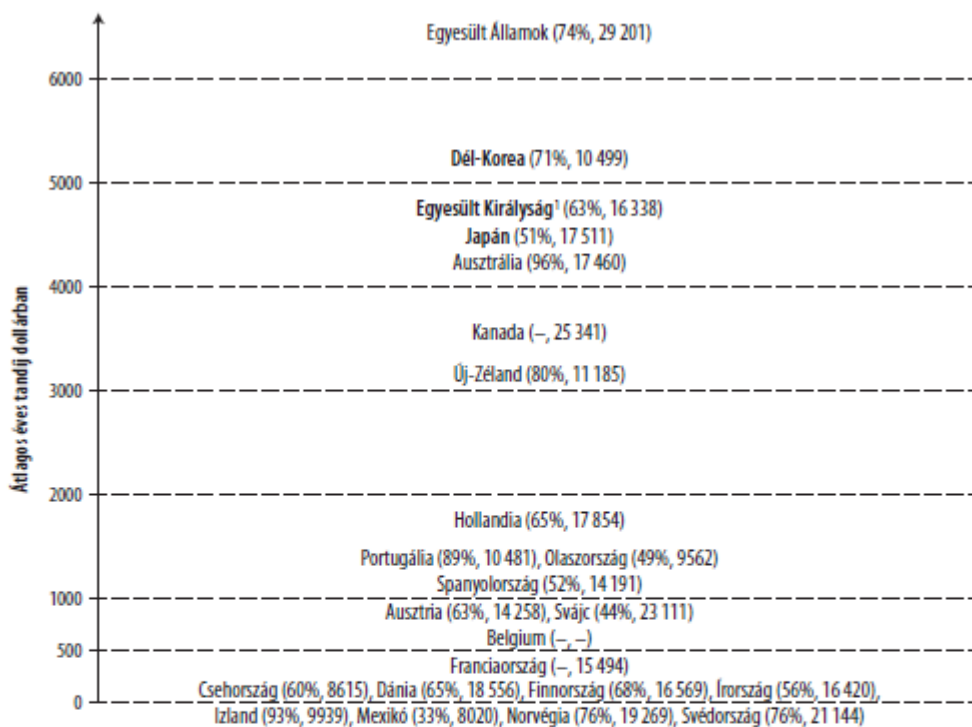 Egyesült Államok (74%, 29 201)
6000
Dél-Korea (71%, 10 499)
5000
Egyesült Királyság¹ (63%, 16 338)
Japán (51%, 17 511)
Ausztrália (96%, 17 460)
4000
Kanada (–, 25 341)
Új-Zéland (80%, 11 185)
3000
Átlagos éves tandíj dollárban
2000
Hollandia (65%, 17 854)
Portugália (89%, 10 481), Olaszország (49%, 9562)
Spanyolország (52%, 14 191)
1000
Ausztria (63%, 14 258), Svájc (44%, 23 111)
Belgium (–, –)
500
Franciaország (–, 15 494)
Csehország (60%, 8615), Dánia (65%, 18 556), Finnország (68%, 16 569), Írország (56%, 16 420),
0
Izland (93%, 9939), Mexikó (33%, 8020), Norvégia (76%, 19 269), Svédország (76%, 21 144)